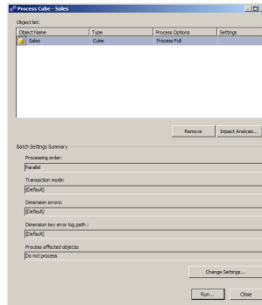 Process Cube - Sales
Object list:
Object Name Type Process Options Settings
Sales Cube Process Full
Remove Impact Analysis...
Batch Settings Summary
Processing order:
Parallel
Transaction mode:
(Default)
Dimension errors:
(Default)
Dimension key error log path :
(Default)
Process affected objects:
Do not process
Change Settings...
Run... Close